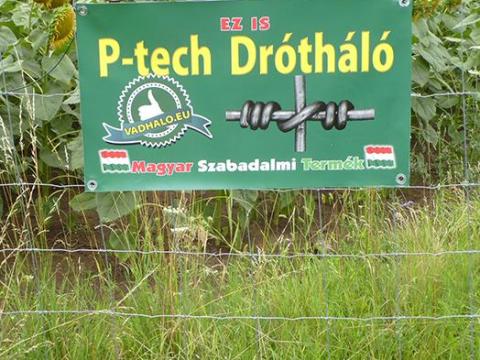 EZ IS
P-tech Drótháló
VADHALO.EU
Magyar Szabadalmi Termék